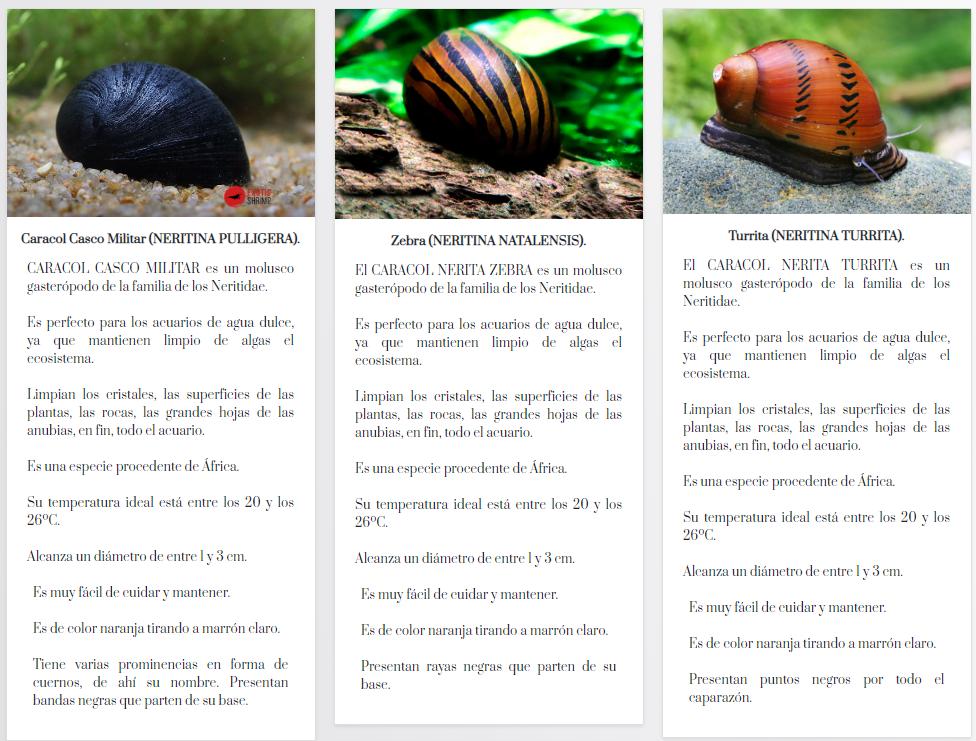 EXOTIC
SHRIMP
Caracol Casco Militar (NERITINA PULLIGERA).
CARACOL CASCO MILITAR es un molusco
gasterópodo de la familia de los Neritidae.
Es perfecto para los acuarios de agua dulce,
ya que mantienen limpio de algas el
ecosistema.
Limpian los cristales, las superficies de las
plantas, las rocas, las grandes hojas de las
anubias, en fin, todo el acuario.
Es una especie procedente de África.
Su temperatura ideal está entre los 20 y los
26ºC.
Alcanza un diámetro de entre 1 y 3 cm.
Es muy fácil de cuidar y mantener.
Es de color naranja tirando a marrón claro.
Tiene varias prominencias en forma de
cuernos, de ahí su nombre. Presentan
bandas negras que parten de su base.
Zebra (NERITINA NATALENSIS).
El CARACOL NERITA ZEBRA es un molusco
gasterópodo de la familia de los Neritidae.
Es perfecto para los acuarios de agua dulce,
ya que mantienen limpio de algas el
ecosistema.
Limpian los cristales, las superficies de las
plantas, las rocas, las grandes hojas de las
anubias, en fin, todo el acuario.
Es una especie procedente de África.
Su temperatura ideal está entre los 20 y los
26ºC.
Alcanza un diámetro de entre 1 y 3 cm.
Es muy fácil de cuidar y mantener.
Es de color naranja tirando a marrón claro.
Presentan rayas negras que parten de su
base.
Turrita (NERITINA TURRITA).
El CARACOL NERITA TURRITA es un
molusco gasterópodo de la familia de los
Neritidae.
Es perfecto para los acuarios de agua dulce,
ya que mantienen limpio de algas el
ecosistema.
Limpian los cristales, las superficies de las
plantas, las rocas, las grandes hojas de las
anubias, en fin, todo el acuario.
Es una especie procedente de África.
Su temperatura ideal está entre los 20 y los
26ºC.
Alcanza un diámetro de entre 1 y 3 cm.
Es muy fácil de cuidar y mantener.
Es de color naranja tirando a marrón claro.
Presentan puntos negros por todo el
caparazón.